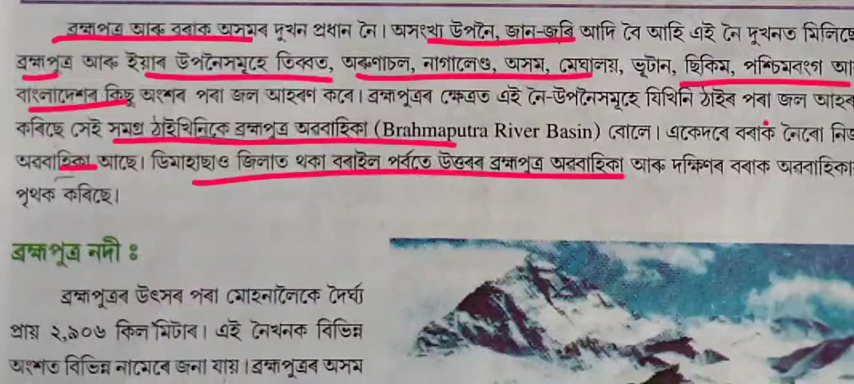 ব্ৰহ্মপুত্ৰ আৰু বৰাক অসমৰ দুখন প্ৰধান নৈ। অসংখ্য উপনৈ, জান-জুৰি আদি বৈ আহি এই নৈ দুখনত মিলিছে
ব্ৰহ্মপুত্ৰ আৰু ইয়াৰ উপনৈসমূহে তিব্বত, অৰুণাচল, নাগালেণ্ড, অসম, মেঘালয়, ভূটান, ছিকিম, পশ্চিমবংগ আ
বাংলাদেশৰ কিছু অংশৰ পৰা জল আহৰণ কৰে। ব্ৰহ্মপুত্ৰৰ ক্ষেত্ৰত এই নৈ-উপনৈসমূহে যিখিনি ঠাইৰ পৰা জল আহৰ
কৰিছে সেই সমগ্ৰ ঠাইখিনিকে ব্ৰহ্মপুত্ৰ অৱবাহিকা (Brahmaputra River Basin) বোলে। একেদৰে বৰাক নৈৰো নিজ
অৱবাহিকা আছে। ডিমাহাছাও জিলাত থকা বৰাইল পৰ্বতে উত্তৰৰ ব্ৰহ্মপুত্ৰ অৱবাহিকা আৰু দক্ষিণৰ বৰাক অৱবাহিকা
পৃথক কৰিছে।
ব্ৰহ্মপুত্ৰ নদী ঃ
ব্ৰহ্মপুত্ৰৰ উৎসৰ পৰা মোহনালৈকে দৈৰ্ঘ্য
প্ৰায় ২,৯০৬ কিলমিটাৰ। এই নৈখনক বিভিন্ন
অংশত বিভিন্ন নামেৰে জনা যায়। ব্ৰহ্মপুত্ৰৰ অসম